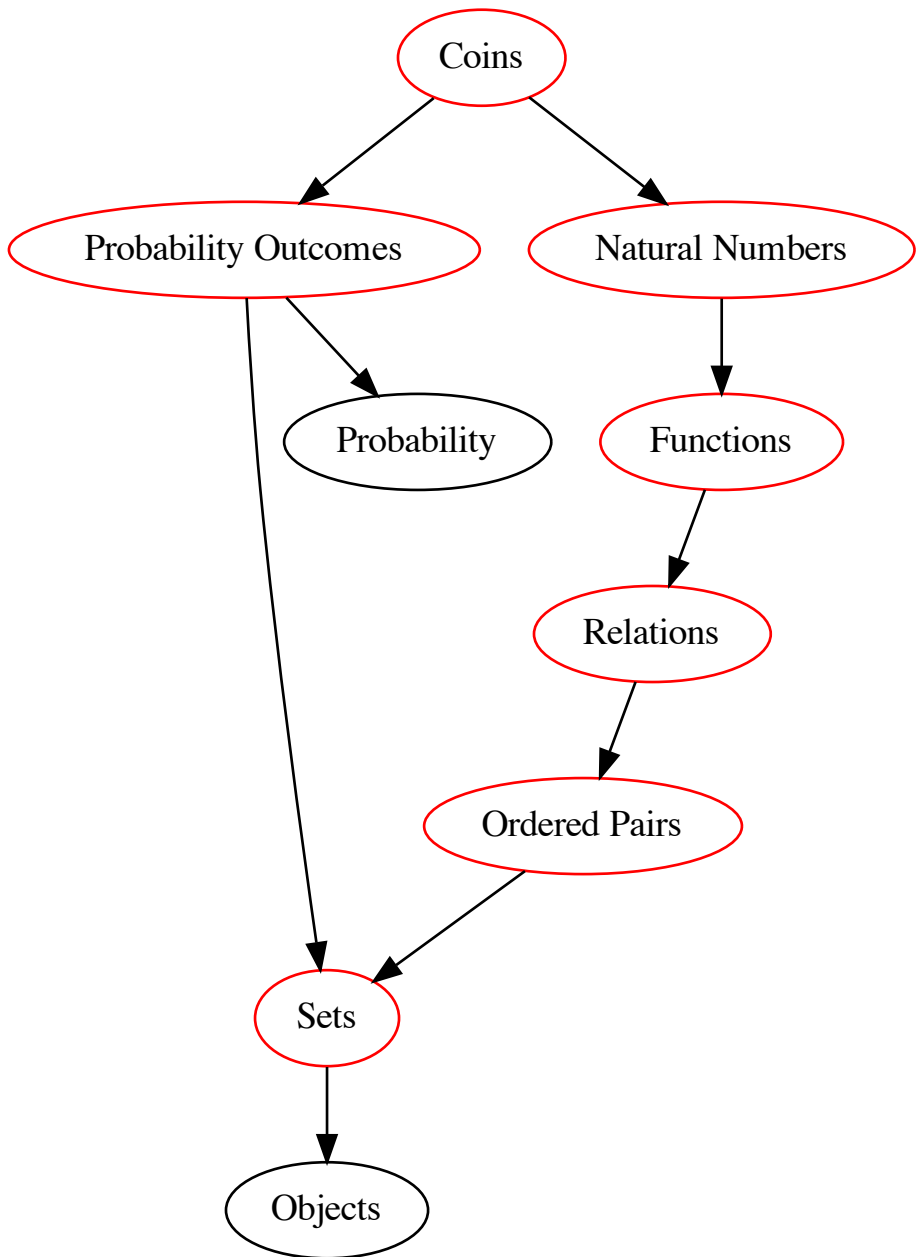 Coins
Probability Outcomes
Natural Numbers
Probability
Functions
Relations
Ordered Pairs
Sets
Objects